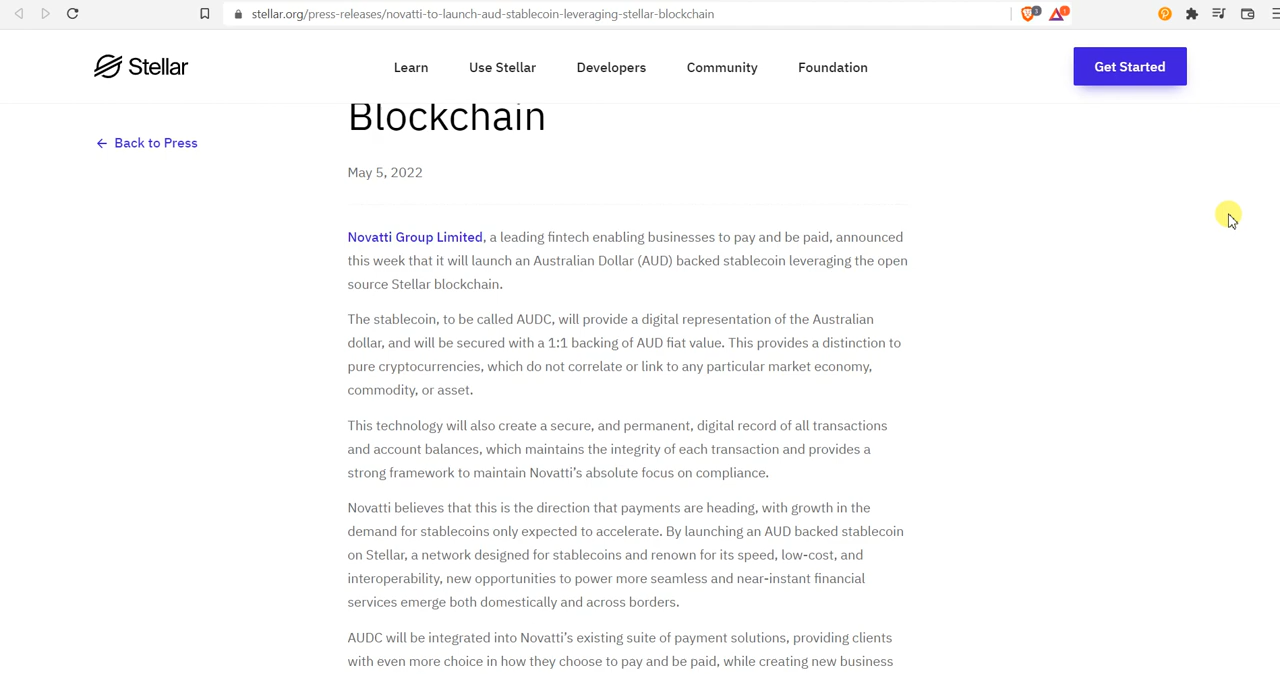 stellar.org/press-releases/novatti-to-launch-aud-stablecoin-leveraging-stellar-blockchain
3
1
Stellar
Learn
Use Stellar
Developers
Community
Foundation
Get Started
← Back to Press
Blockchain
May 5, 2022
Novatti Group Limited, a leading fintech enabling businesses to pay and be paid, announced
this week that it will launch an Australian Dollar (AUD) backed stablecoin leveraging the open
source Stellar blockchain.
The stablecoin, to be called AUDC, will provide a digital representation of the Australian
dollar, and will be secured with a 1:1 backing of AUD fiat value. This provides a distinction to
pure cryptocurrencies, which do not correlate or link to any particular market economy,
commodity, or asset.
This technology will also create a secure, and permanent, digital record of all transactions
and account balances, which maintains the integrity of each transaction and provides a
strong framework to maintain Novatti's absolute focus on compliance.
Novatti believes that this is the direction that payments are heading, with growth in the
demand for stablecoins only expected to accelerate. By launching an AUD backed stablecoin
on Stellar, a network designed for stablecoins and renown for its speed, low-cost, and
interoperability, new opportunities to power more seamless and near-instant financial
services emerge both domestically and across borders.
AUDC will be integrated into Novatti's existing suite of payment solutions, providing clients
with even more choice in how they choose to pay and be paid, while creating new business